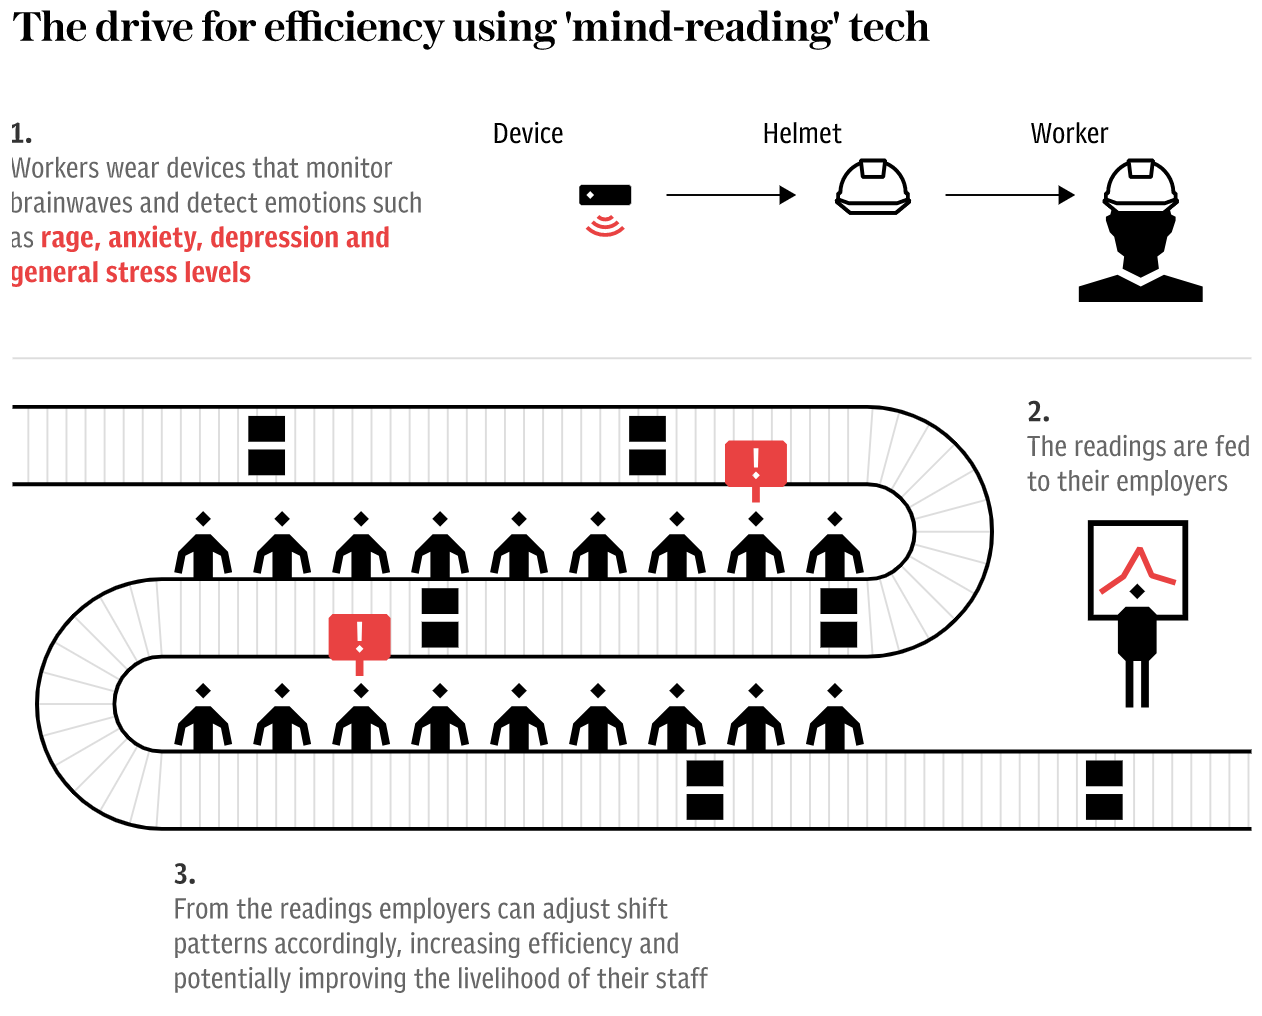 The drive for efficiency using 'mind-reading' tech
1.
Workers wear devices that monitor
brainwaves and detect emotions such
as rage, anxiety, depression and
general stress levels
Device
Helmet
Worker
2.
The readings are fed
to their employers
!
!
3.
From the readings employers can adjust shift
patterns accordingly, increasing efficiency and
potentially improving the livelihood of their staff